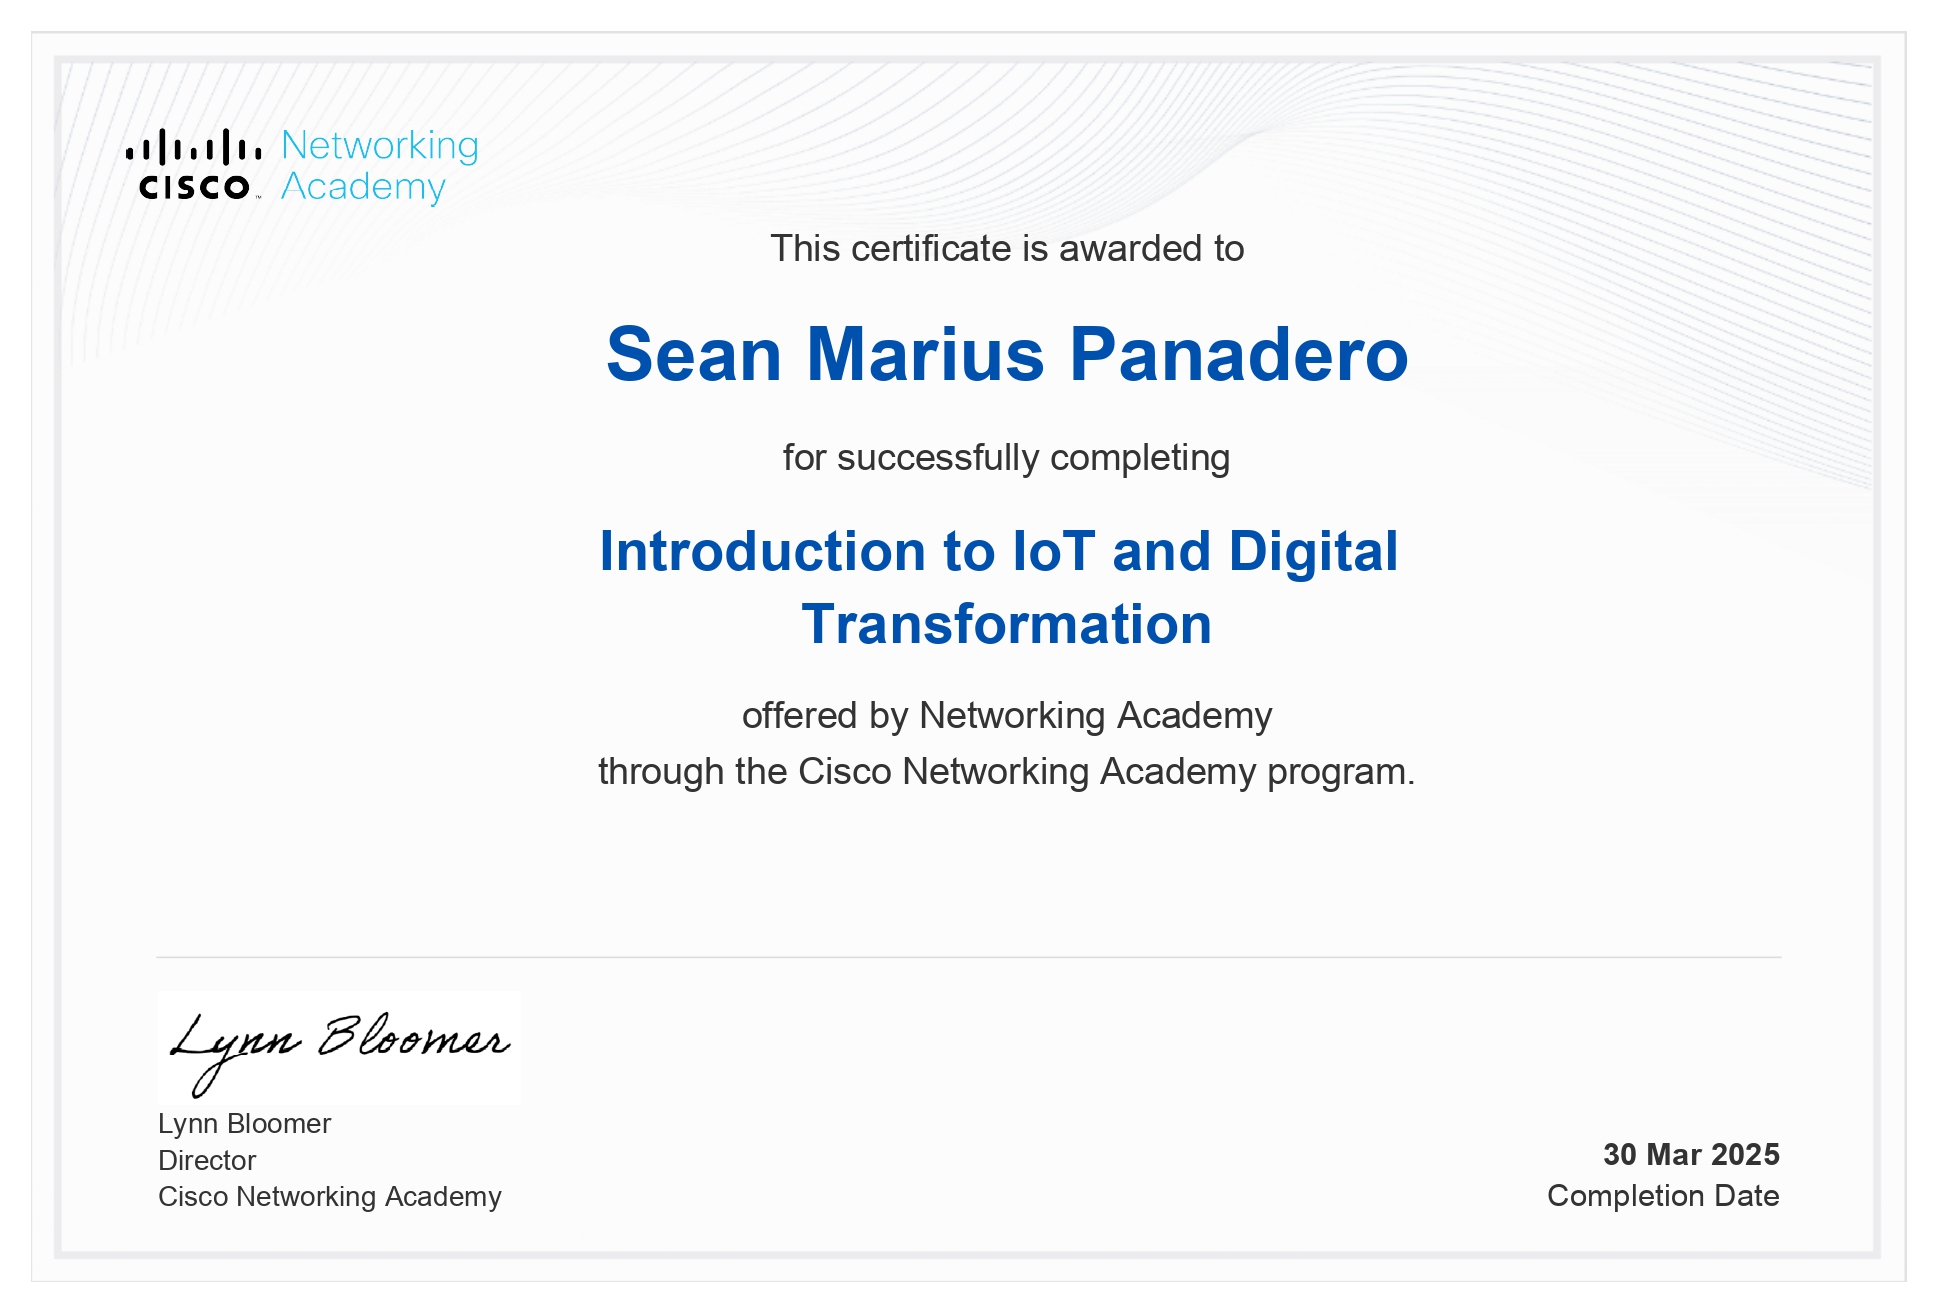 CISCO™ Networking
Academy
This certificate is awarded to
Sean Marius Panadero
for successfully completing
Introduction to IoT and Digital
Transformation
offered by Networking Academy
through the Cisco Networking Academy program.
Lynn Bloomer
Lynn Bloomer
Director
Cisco Networking Academy
30 Mar 2025
Completion Date